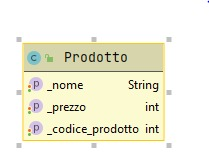 C Prodotto
p _nome String
p _prezzo int
p _codice_prodotto int